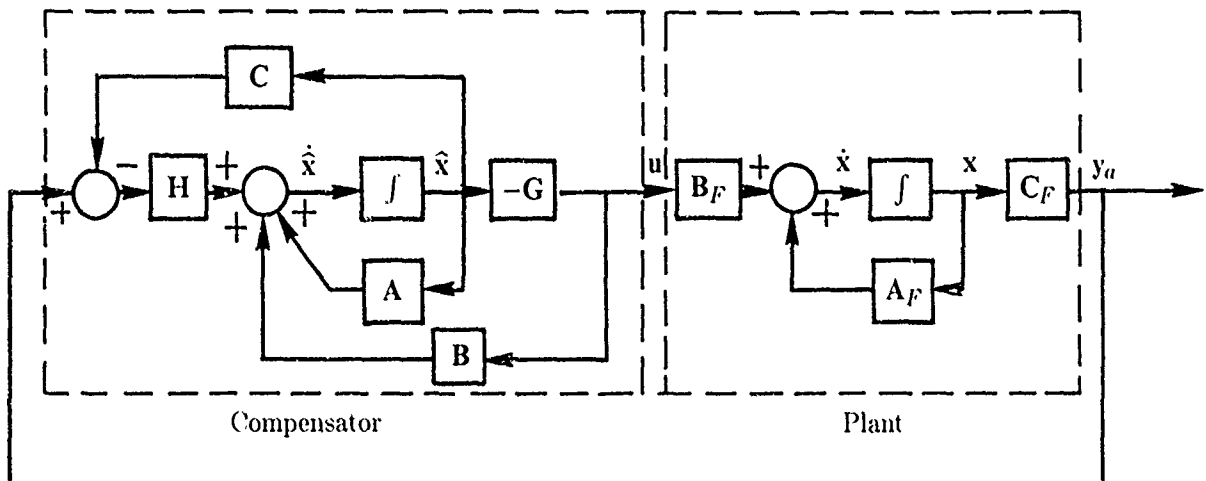 C
− H + ẋ̂ ∫ x̂ −G u B_F + ẋ ∫ x C_F y_a
+ + + +
A A_F
B
Compensator Plant